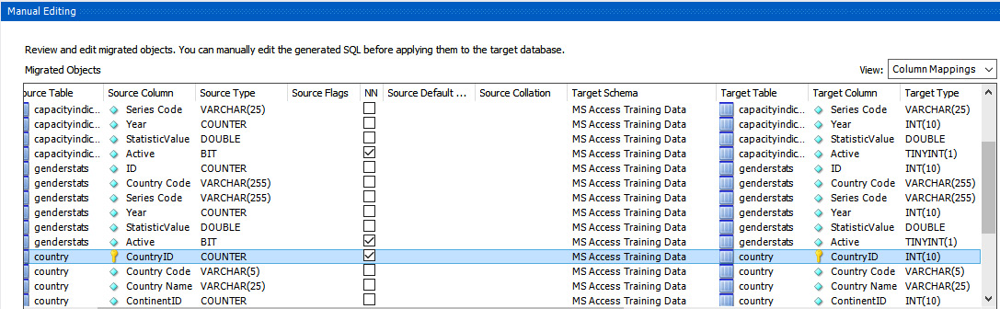 Manual Editing
Review and edit migrated objects. You can manually edit the generated SQL before applying them to the target database.
Migrated Objects View: Column Mappings
ource Table Source Column Source Type Source Flags NN Source Default ... Source Collation Target Schema Target Table Target Column Target Type
capacityindic... Series Code VARCHAR(25) MS Access Training Data capacityindic... Series Code VARCHAR(25)
capacityindic... Year COUNTER MS Access Training Data capacityindic... Year INT(10)
capacityindic... StatisticValue DOUBLE MS Access Training Data capacityindic... StatisticValue DOUBLE
capacityindic... Active BIT MS Access Training Data capacityindic... Active TINYINT(1)
genderstats ID COUNTER MS Access Training Data genderstats ID INT(10)
genderstats Country Code VARCHAR(255) MS Access Training Data genderstats Country Code VARCHAR(255)
genderstats Series Code VARCHAR(255) MS Access Training Data genderstats Series Code VARCHAR(255)
genderstats Year COUNTER MS Access Training Data genderstats Year INT(10)
genderstats StatisticValue DOUBLE MS Access Training Data genderstats StatisticValue DOUBLE
genderstats Active BIT MS Access Training Data genderstats Active TINYINT(1)
country CountryID COUNTER MS Access Training Data country CountryID INT(10)
country Country Code VARCHAR(5) MS Access Training Data country Country Code VARCHAR(5)
country Country Name VARCHAR(25) MS Access Training Data country Country Name VARCHAR(25)
country ContinentID COUNTER MS Access Training Data country ContinentID INT(10)